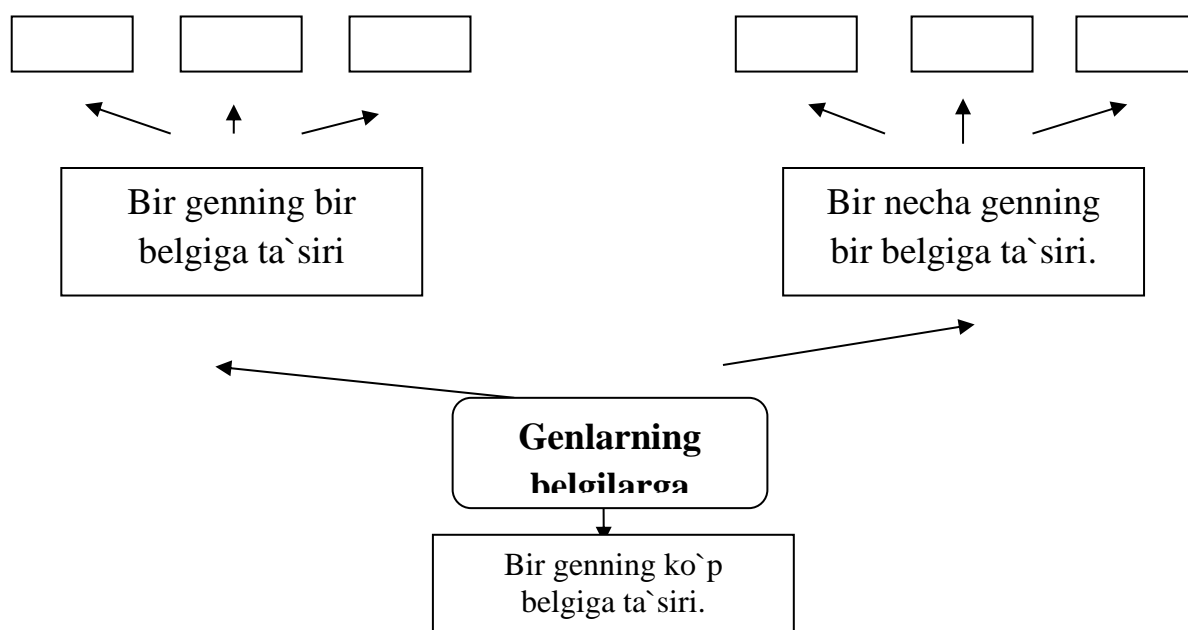 Bir genning bir
belgiga ta`siri
Bir necha genning
bir belgiga ta`siri.
Genlarning
belgilarga
Bir genning ko`p
belgiga ta`siri.